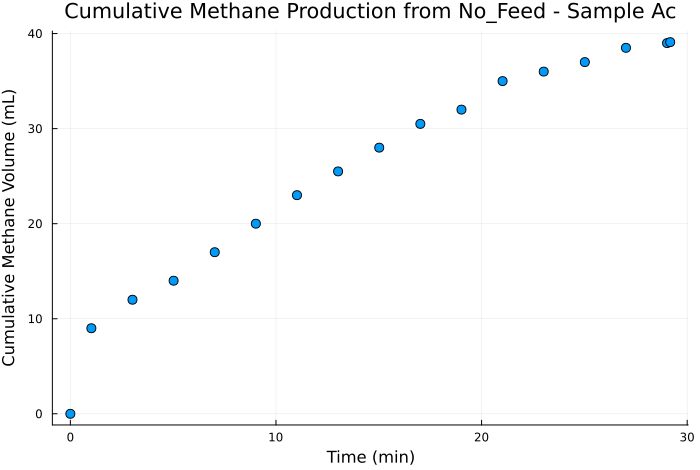 Cumulative Methane Production from No_Feed - Sample Ac
Cumulative Methane Volume (mL)
40
30
20
10
0
0 10 20 30
Time (min)